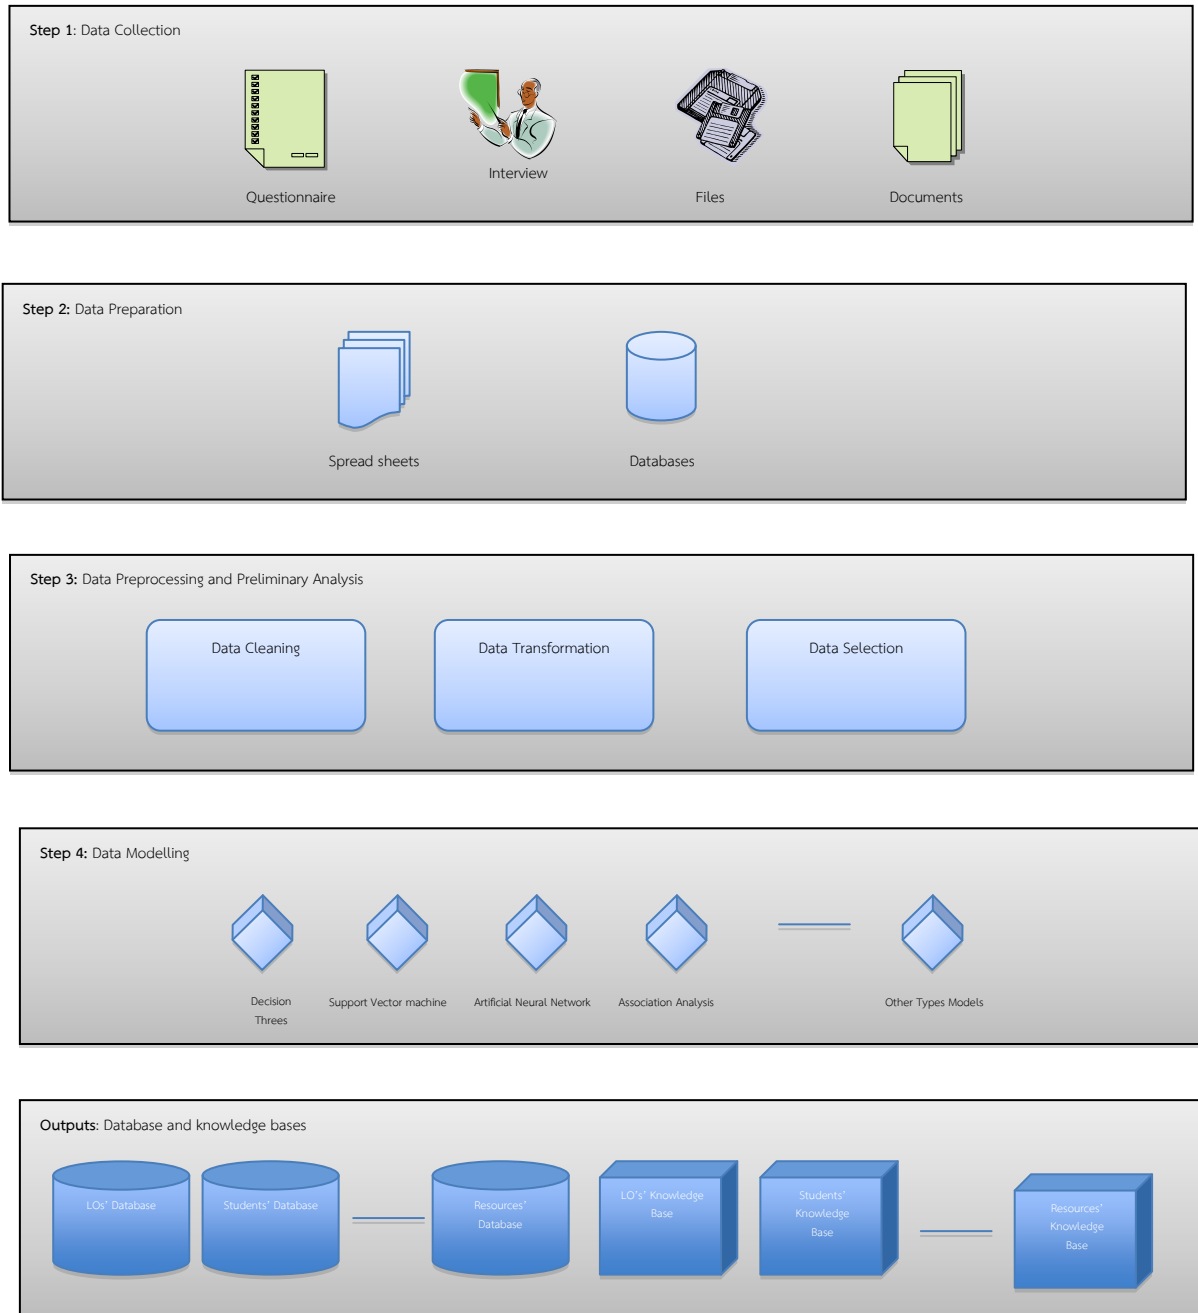 Step 1: Data Collection
Interview
Questionnaire
Files
Documents
Step 2: Data Preparation
Spread sheets
Databases
Step 3: Data Preprocessing and Preliminary Analysis
Data Cleaning
Data Transformation
Data Selection
Step 4: Data Modelling
Decision
Threes
Support Vector machine
Artificial Neural Network
Association Analysis
Other Types Models
Outputs: Database and knowledge bases
LOs' Database
Students' Database
Resources'
Database
LO's' Knowledge
Base
Students'
Knowledge
Base
Resources'
Knowledge
Base